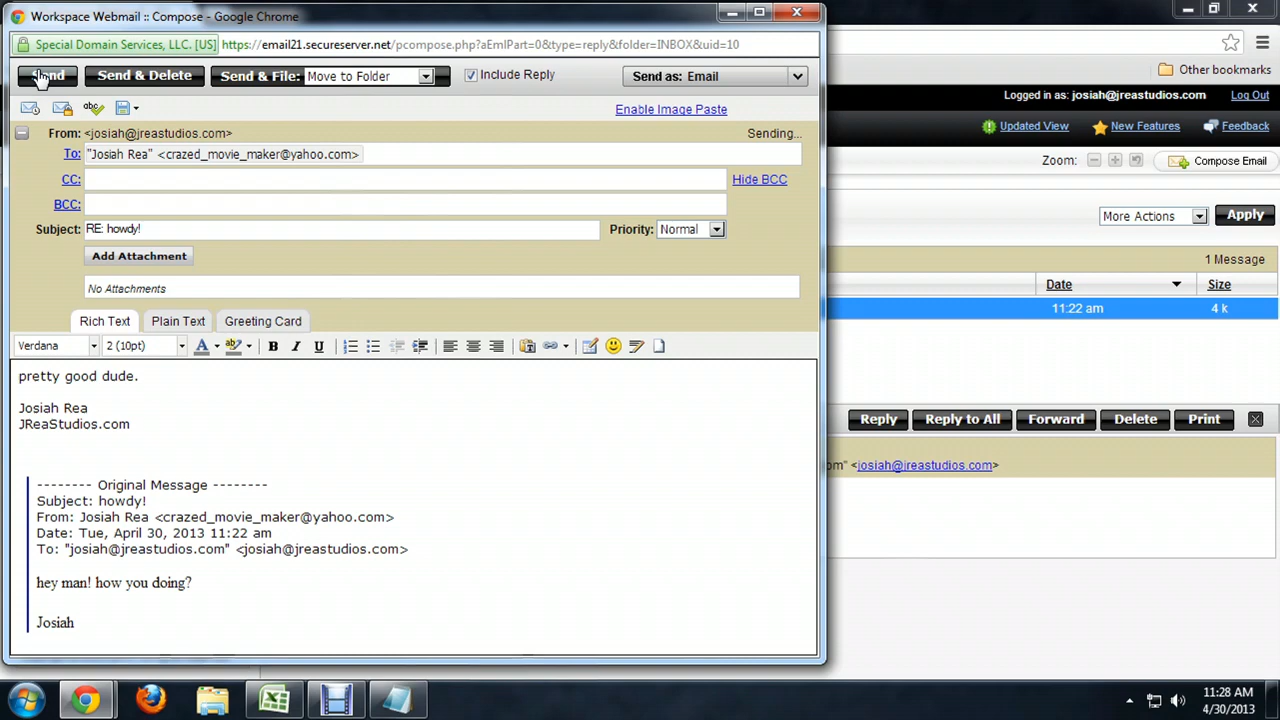 Workspace Webmail :: Compose - Google Chrome
Special Domain Services, LLC. [US] https://email21.secureserver.net/pcompose.php?aEmlPart=0&type=reply&folder=INBOX&uid=10
Other bookmarks
Send Send & Delete Send & File: Move to Folder Include Reply Send as: Email
Logged in as: josiah@jreastudios.com Log Out
abc Enable Image Paste
Updated View New Features Feedback
From: <josiah@jreastudios.com> Sending...
To: "Josiah Rea" <crazed_movie_maker@yahoo.com>
Zoom: Compose Email
CC: Hide BCC
BCC:
More Actions Apply
Subject: RE: howdy! Priority: Normal
Add Attachment
1 Message
No Attachments
Date Size
11:22 am 4 k
Rich Text Plain Text Greeting Card
Verdana 2 (10pt) A ab B I U
pretty good dude.
Josiah Rea
JReaStudios.com
Reply Reply to All Forward Delete Print
om" <josiah@jreastudios.com>
-------- Original Message --------
Subject: howdy!
From: Josiah Rea <crazed_movie_maker@yahoo.com>
Date: Tue, April 30, 2013 11:22 am
To: "josiah@jreastudios.com" <josiah@jreastudios.com>
hey man! how you doing?
Josiah
11:28 AM
4/30/2013